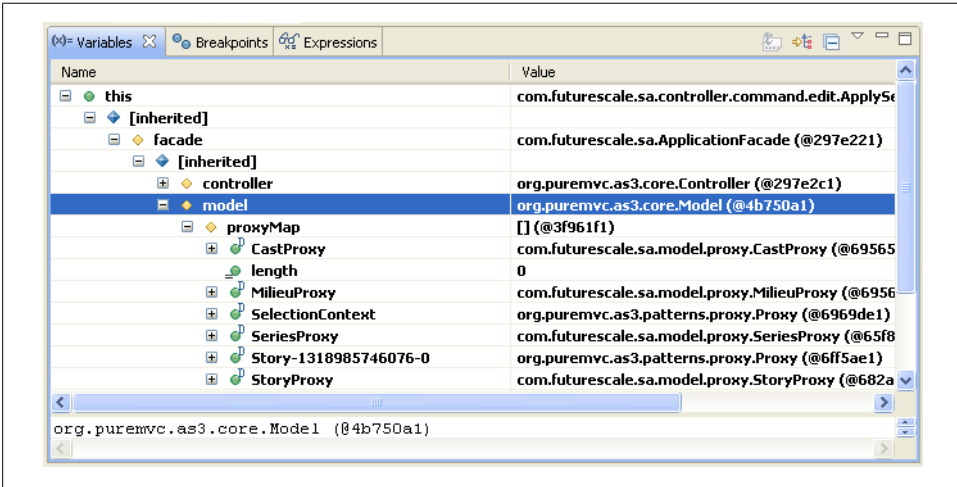 (x)= Variables Breakpoints Expressions
Name Value
this com.futurescale.sa.controller.command.edit.ApplySe
[inherited]
facade com.futurescale.sa.ApplicationFacade (@297e221)
[inherited]
controller org.puremvc.as3.core.Controller (@297e2c1)
model org.puremvc.as3.core.Model (@4b750a1)
proxyMap [] (@3f961f1)
CastProxy com.futurescale.sa.model.proxy.CastProxy (@69565
length 0
MilieuProxy com.futurescale.sa.model.proxy.MilieuProxy (@6956
SelectionContext org.puremvc.as3.patterns.proxy.Proxy (@6969de1)
SeriesProxy com.futurescale.sa.model.proxy.SeriesProxy (@65f8
Story-1318985746076-0 org.puremvc.as3.patterns.proxy.Proxy (@6ff5ae1)
StoryProxy com.futurescale.sa.model.proxy.StoryProxy (@682a
org.puremvc.as3.core.Model (@4b750a1)